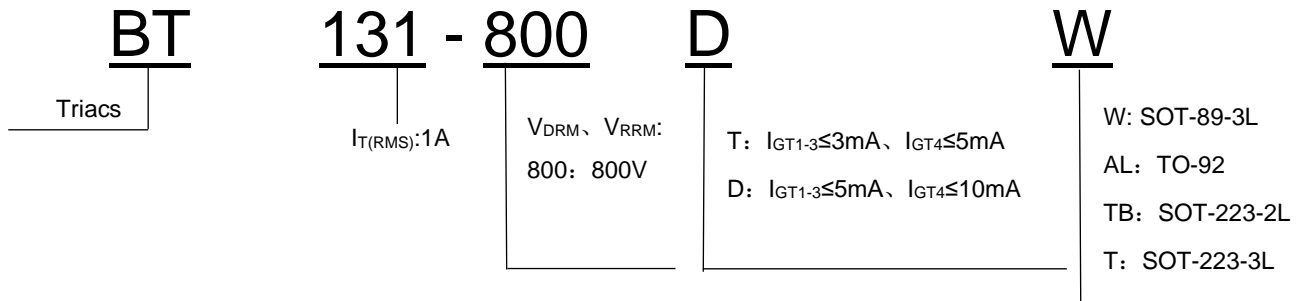 BT 131 - 800 D W
Triacs
IT(RMS):1A
VDRM、VRRM:
800：800V
T：IGT1-3≤3mA、IGT4≤5mA
D：IGT1-3≤5mA、IGT4≤10mA
W: SOT-89-3L
AL：TO-92
TB：SOT-223-2L
T：SOT-223-3L